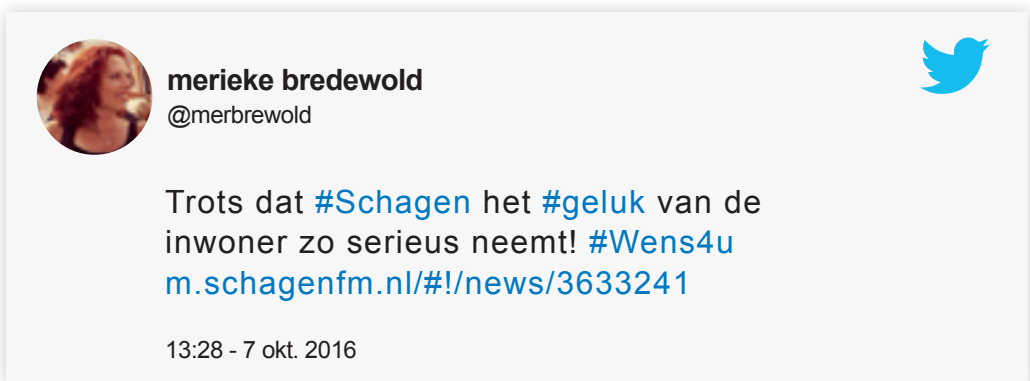 merieke bredewold
@merbrewold
Trots dat #Schagen het #geluk van de
inwoner zo serieus neemt! #Wens4u
m.schagenfm.nl/#!/news/3633241
13:28 - 7 okt. 2016